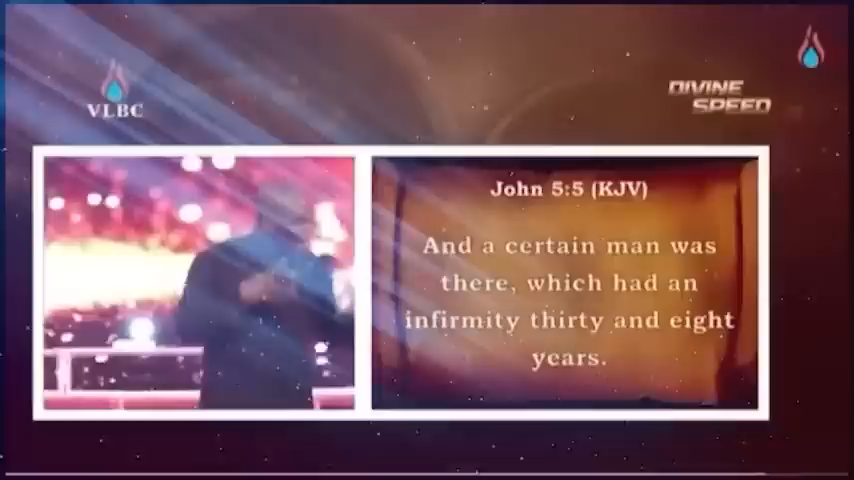 VLBC
DIVINE
SPEED
John 5:5 (KJV)
And a certain man was
there, which had an
infirmity thirty and eight
years.